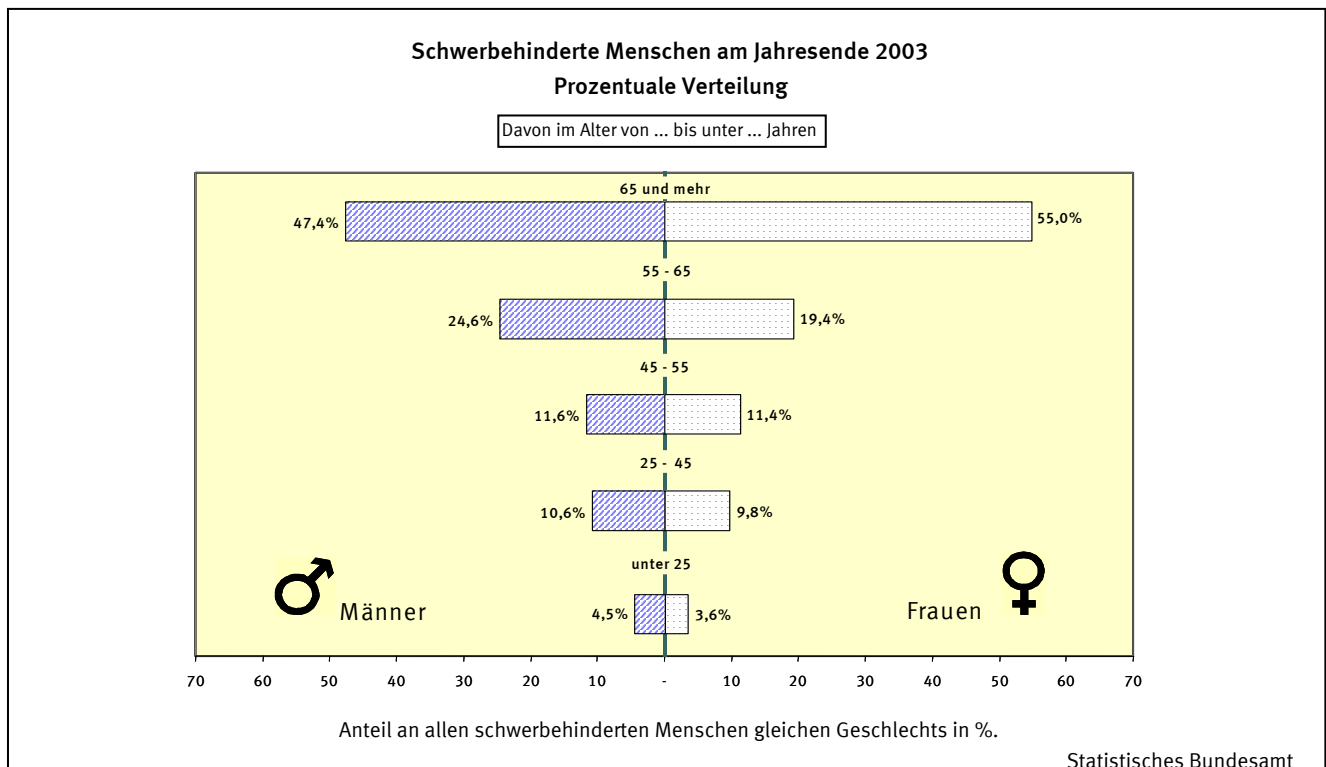 Schwerbehinderte Menschen am Jahresende 2003
Prozentuale Verteilung
Davon im Alter von ... bis unter ... Jahren
65 und mehr
47,4% 55,0%
55 - 65
24,6% 19,4%
45 - 55
11,6% 11,4%
25 - 45
10,6% 9,8%
unter 25
Männer 4,5% 3,6% Frauen
70 60 50 40 30 20 10 - 10 20 30 40 50 60 70
Anteil an allen schwerbehinderten Menschen gleichen Geschlechts in %.
Statistisches Bundesamt